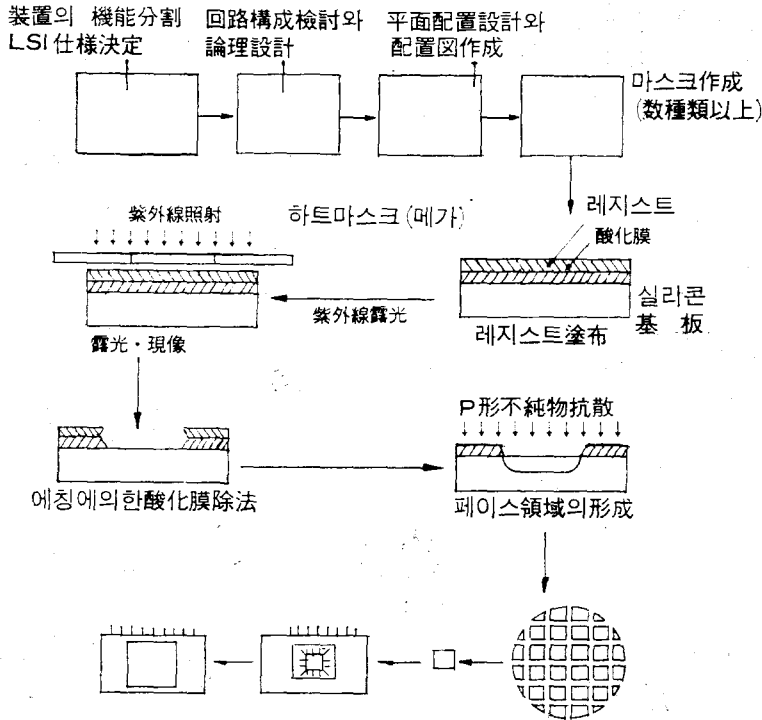 装置의 機能分割
LSI仕様決定
回路構成検討와
論理設計
平面配置設計와
配置図作成
마스크作成
(数種類以上)
紫外線照射
하트마스크(메가)
레지스트
酸化膜
실라콘
基 板
紫外線露光
레지스트塗布
露光・現像
P形不純物抗散
에칭에의한酸化膜除法
페이스領域의形成